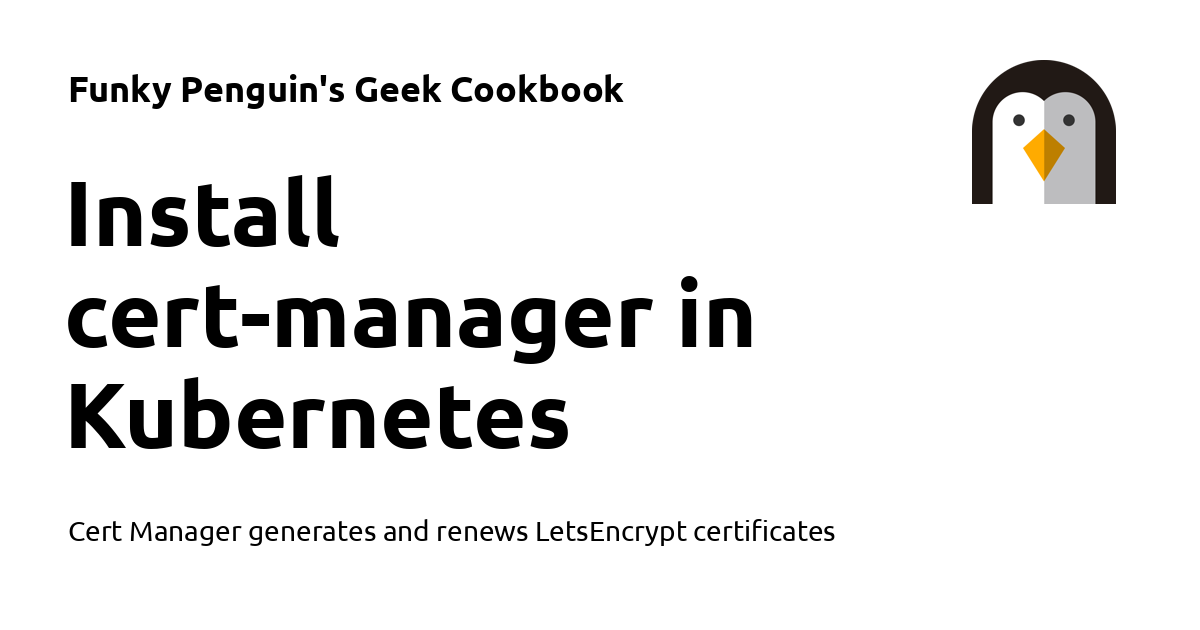 Funky Penguin's Geek Cookbook
Install
cert-manager in
Kubernetes
Cert Manager generates and renews LetsEncrypt certificates